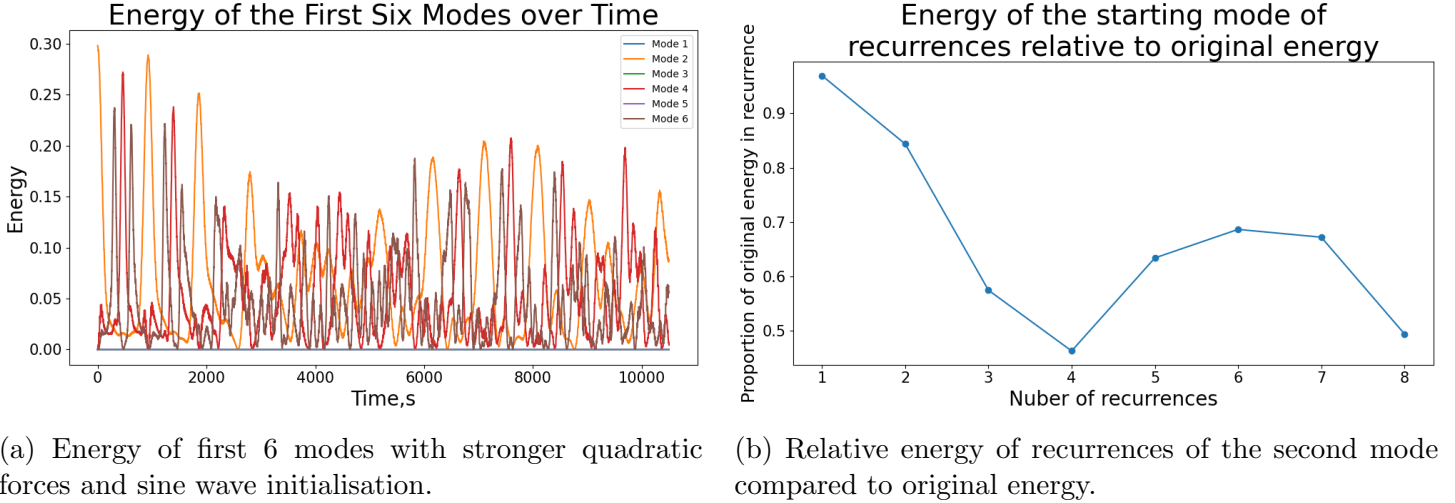 Energy of the First Six Modes over Time
0.30
0.25
0.20
0.15
0.10
0.05
0.00
Energy
Mode 1
Mode 2
Mode 3
Mode 4
Mode 5
Mode 6
0
2000
4000
6000
8000
10000
Time,s
(a) Energy of first 6 modes with stronger quadratic
forces and sine wave initialisation.
Energy of the starting mode of
recurrences relative to original energy
Proportion of original energy in recurrence
0.9
0.8
0.7
0.6
0.5
1
2
3
4
5
6
7
8
Nuber of recurrences
(b) Relative energy of recurrences of the second mode
compared to original energy.